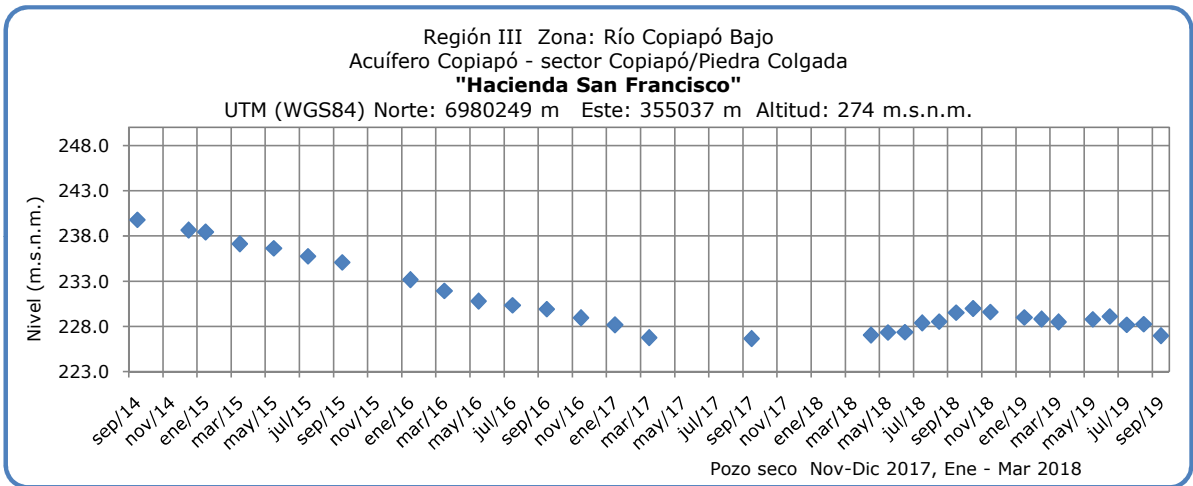 Región III  Zona: Río Copiapó Bajo
Acuífero Copiapó - sector Copiapó/Piedra Colgada
"Hacienda San Francisco"
UTM (WGS84) Norte: 6980249 m   Este: 355037 m  Altitud: 274 m.s.n.m.
Nivel (m.s.n.m.)
248.0
243.0
238.0
233.0
228.0
223.0
sep/14
nov/14
ene/15
mar/15
may/15
jul/15
sep/15
nov/15
ene/16
mar/16
may/16
jul/16
sep/16
nov/16
ene/17
mar/17
may/17
jul/17
sep/17
nov/17
ene/18
mar/18
may/18
jul/18
sep/18
nov/18
ene/19
mar/19
may/19
jul/19
sep/19
Pozo seco  Nov-Dic 2017, Ene - Mar 2018